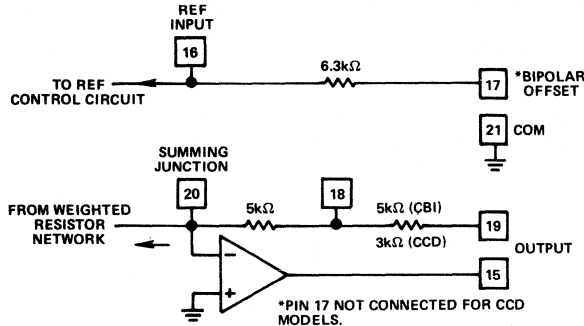 REF
INPUT
16
6.3kΩ
TO REF
CONTROL CIRCUIT
17
*BIPOLAR
OFFSET
21
COM
SUMMING
JUNCTION
20
18
FROM WEIGHTED
RESISTOR
NETWORK
5kΩ
5kΩ (CBI)
3kΩ (CCD)
19
OUTPUT
15
−
+
*PIN 17 NOT CONNECTED FOR CCD
MODELS.